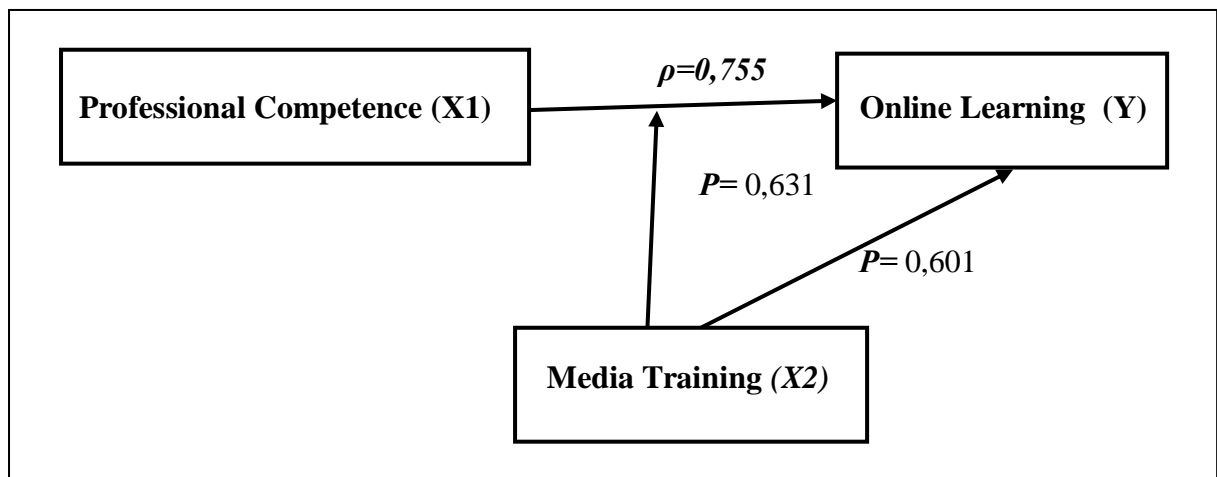 ρ=0,755
Professional Competence (X1)
Online Learning (Y)
P= 0,631
P= 0,601
Media Training (X2)